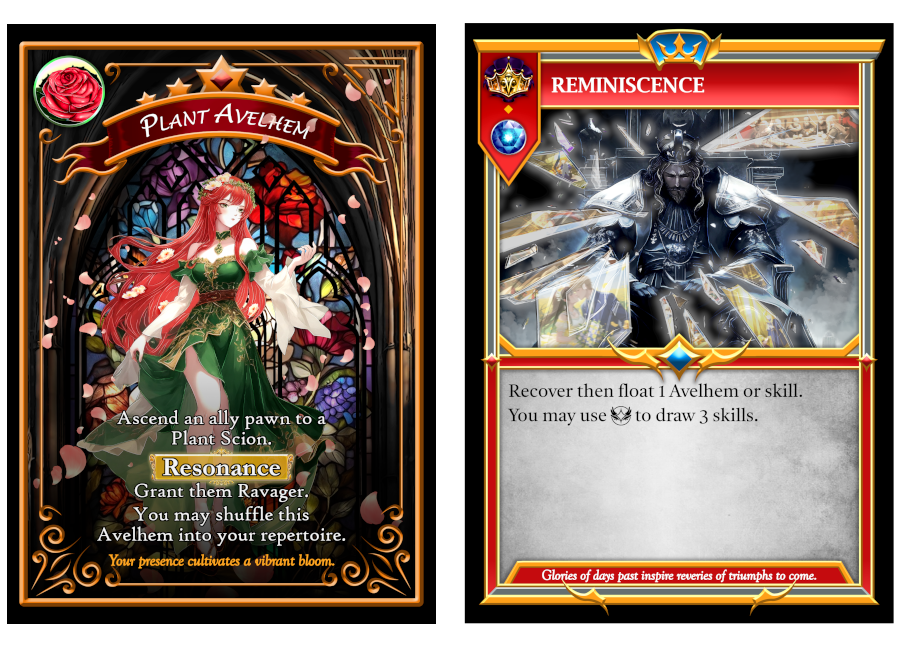 PLANT AVELHEM
Ascend an ally pawn to a
Plant Scion.
Resonance
Grant them Ravager.
You may shuffle this
Avelhem into your repertoire.
Your presence cultivates a vibrant bloom.
REMINISCENCE
Recover then float 1 Avelhem or skill.
You may use to draw 3 skills.
Glories of days past inspire reveries of triumphs to come.